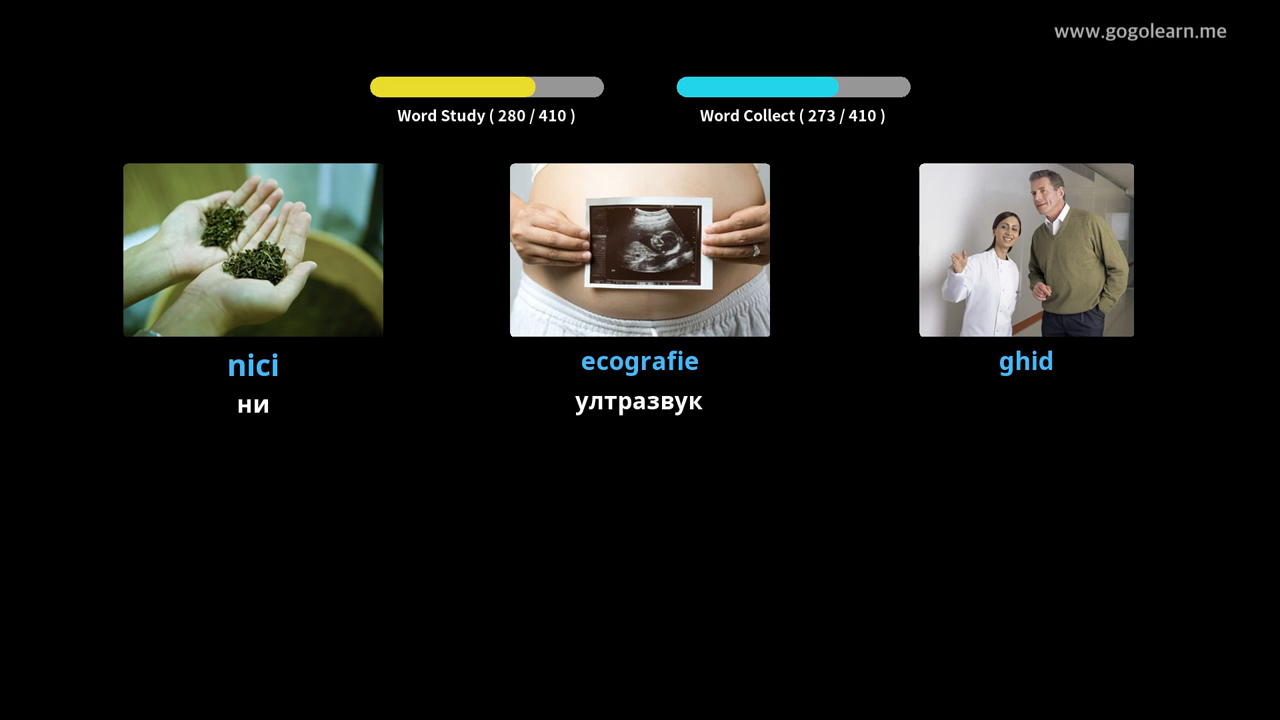 www.gogolearn.me
Word Study ( 280 / 410 )
Word Collect ( 273 / 410 )
nici
ecografie
ghid
ни
ултразвук